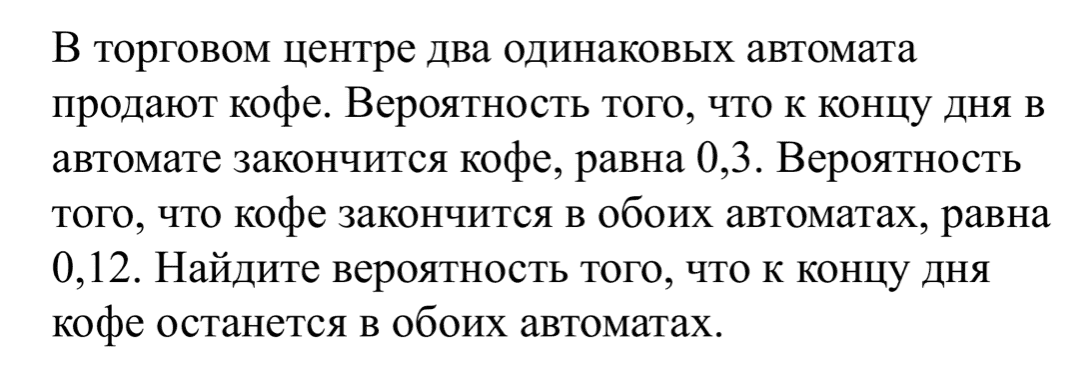 В торговом центре два одинаковых автомата
продают кофе. Вероятность того, что к концу дня в
автомате закончится кофе, равна 0,3. Вероятность
того, что кофе закончится в обоих автоматах, равна
0,12. Найдите вероятность того, что к концу дня
кофе останется в обоих автоматах.